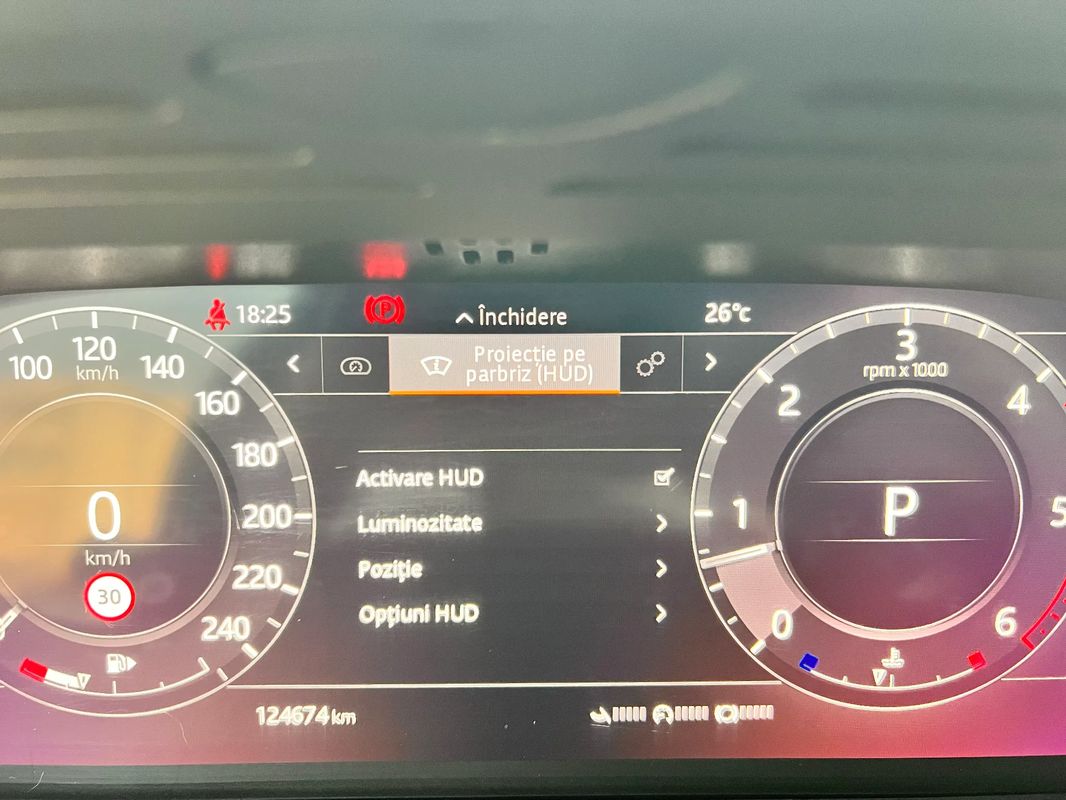 18:25
P
Închidere
26°C
Proiecție pe
parbriz (HUD)
100
120
km/h
140
160
180
200
220
240
0
km/h
30
Activare HUD
Luminozitate
Poziție
Opțiuni HUD
0
1
2
3
4
5
6
rpm x 1000
P
124674 km